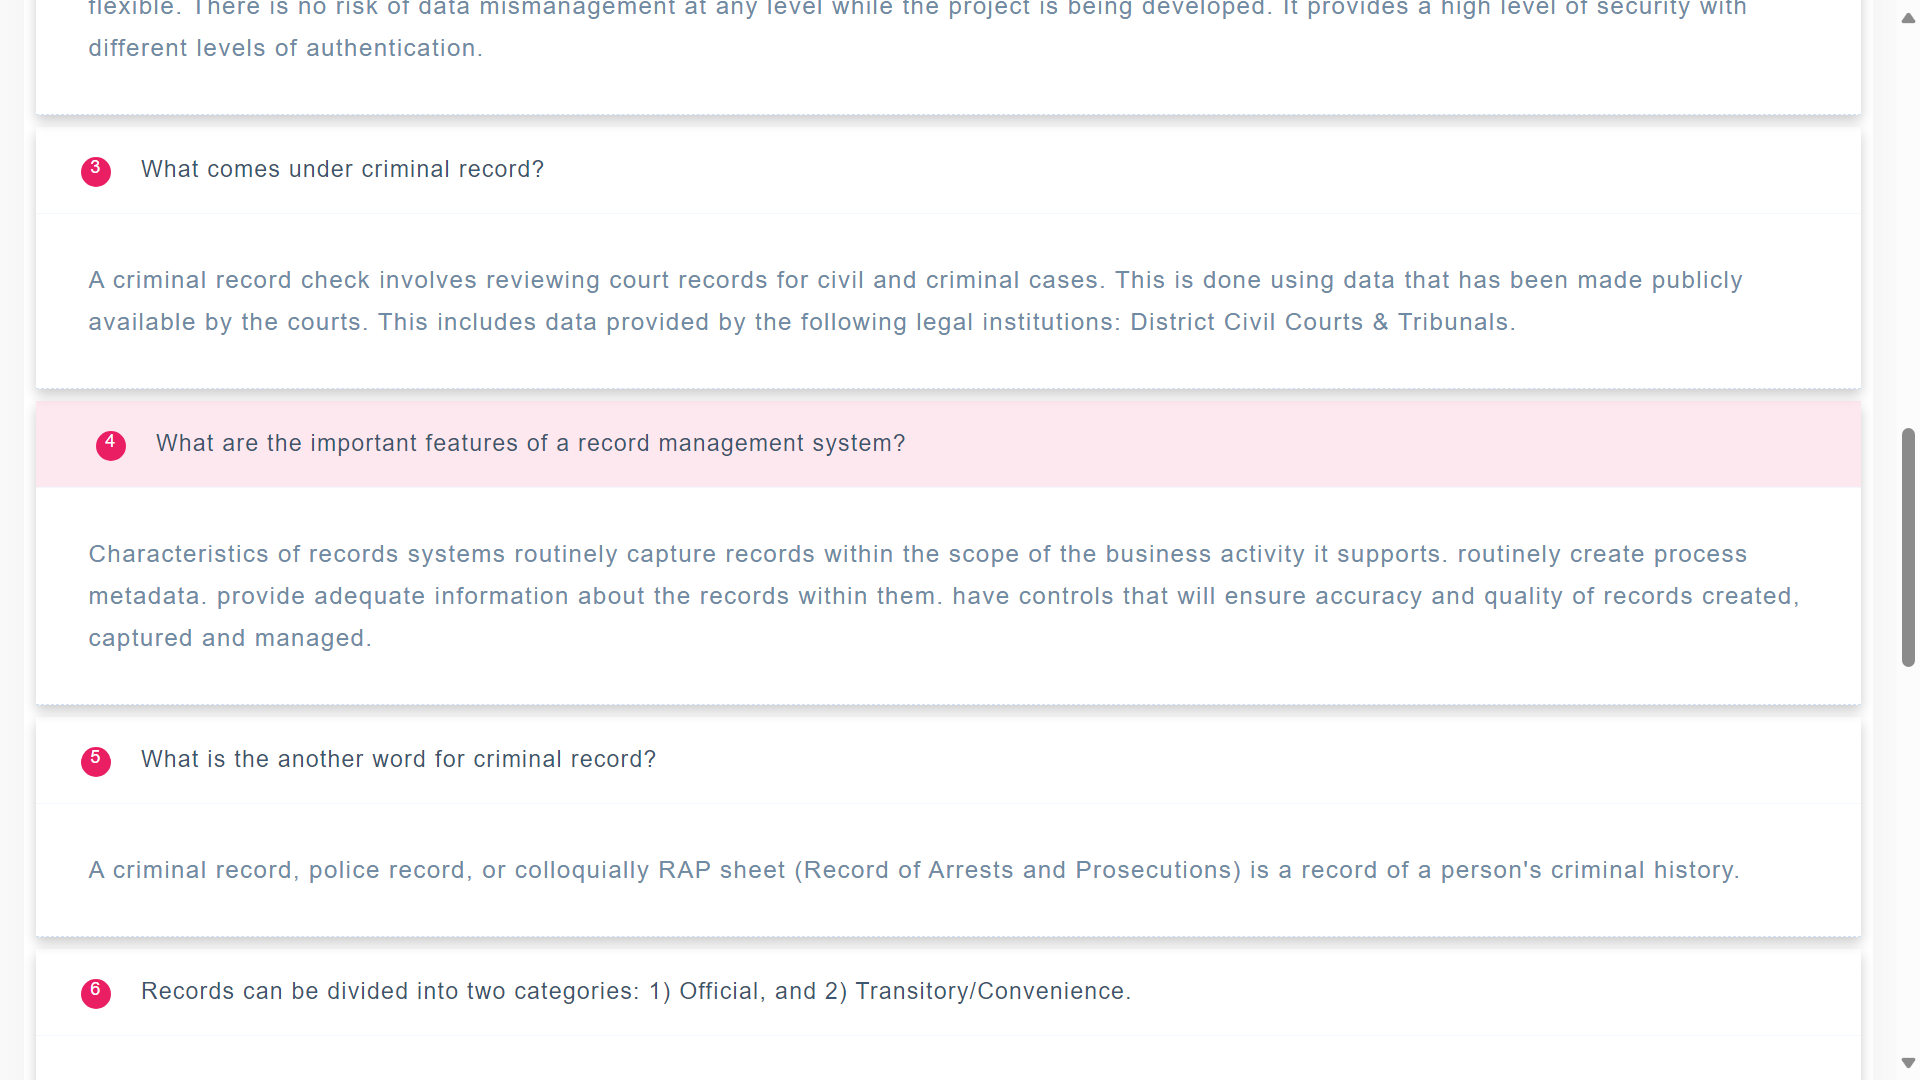 flexible. There is no risk of data mismanagement at any level while the project is being developed. It provides a high level of security with
different levels of authentication.
3 What comes under criminal record?
A criminal record check involves reviewing court records for civil and criminal cases. This is done using data that has been made publicly
available by the courts. This includes data provided by the following legal institutions: District Civil Courts & Tribunals.
4 What are the important features of a record management system?
Characteristics of records systems routinely capture records within the scope of the business activity it supports. routinely create process
metadata. provide adequate information about the records within them. have controls that will ensure accuracy and quality of records created,
captured and managed.
5 What is the another word for criminal record?
A criminal record, police record, or colloquially RAP sheet (Record of Arrests and Prosecutions) is a record of a person's criminal history.
6 Records can be divided into two categories: 1) Official, and 2) Transitory/Convenience.